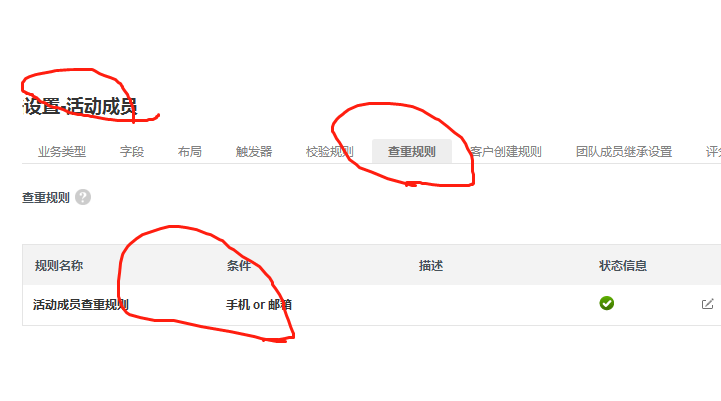 设置-活动成员
业务类型 字段 布局 触发器 校验规则 查重规则 客户创建规则 团队成员继承设置
查重规则 ?
规则名称 条件 描述 状态信息
活动成员查重规则 手机 or 邮箱